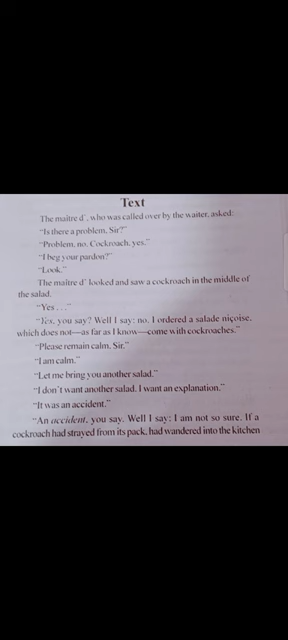 Text
The maître d', who was called over by the waiter, asked:
"Is there a problem, Sir?"
"Problem, no. Cockroach, yes."
"I beg your pardon?"
"Look."
The maître d' looked and saw a cockroach in the middle of
the salad.
"Yes . . ."
"Yes, you say? Well I say: no. I ordered a salade niçoise,
which does not—as far as I know—come with cockroaches."
"Please remain calm, Sir."
"I am calm."
"Let me bring you another salad."
"I don't want another salad. I want an explanation."
"It was an accident."
"An accident, you say. Well I say: I am not so sure. If a
cockroach had strayed from its pack, had wandered into the kitchen